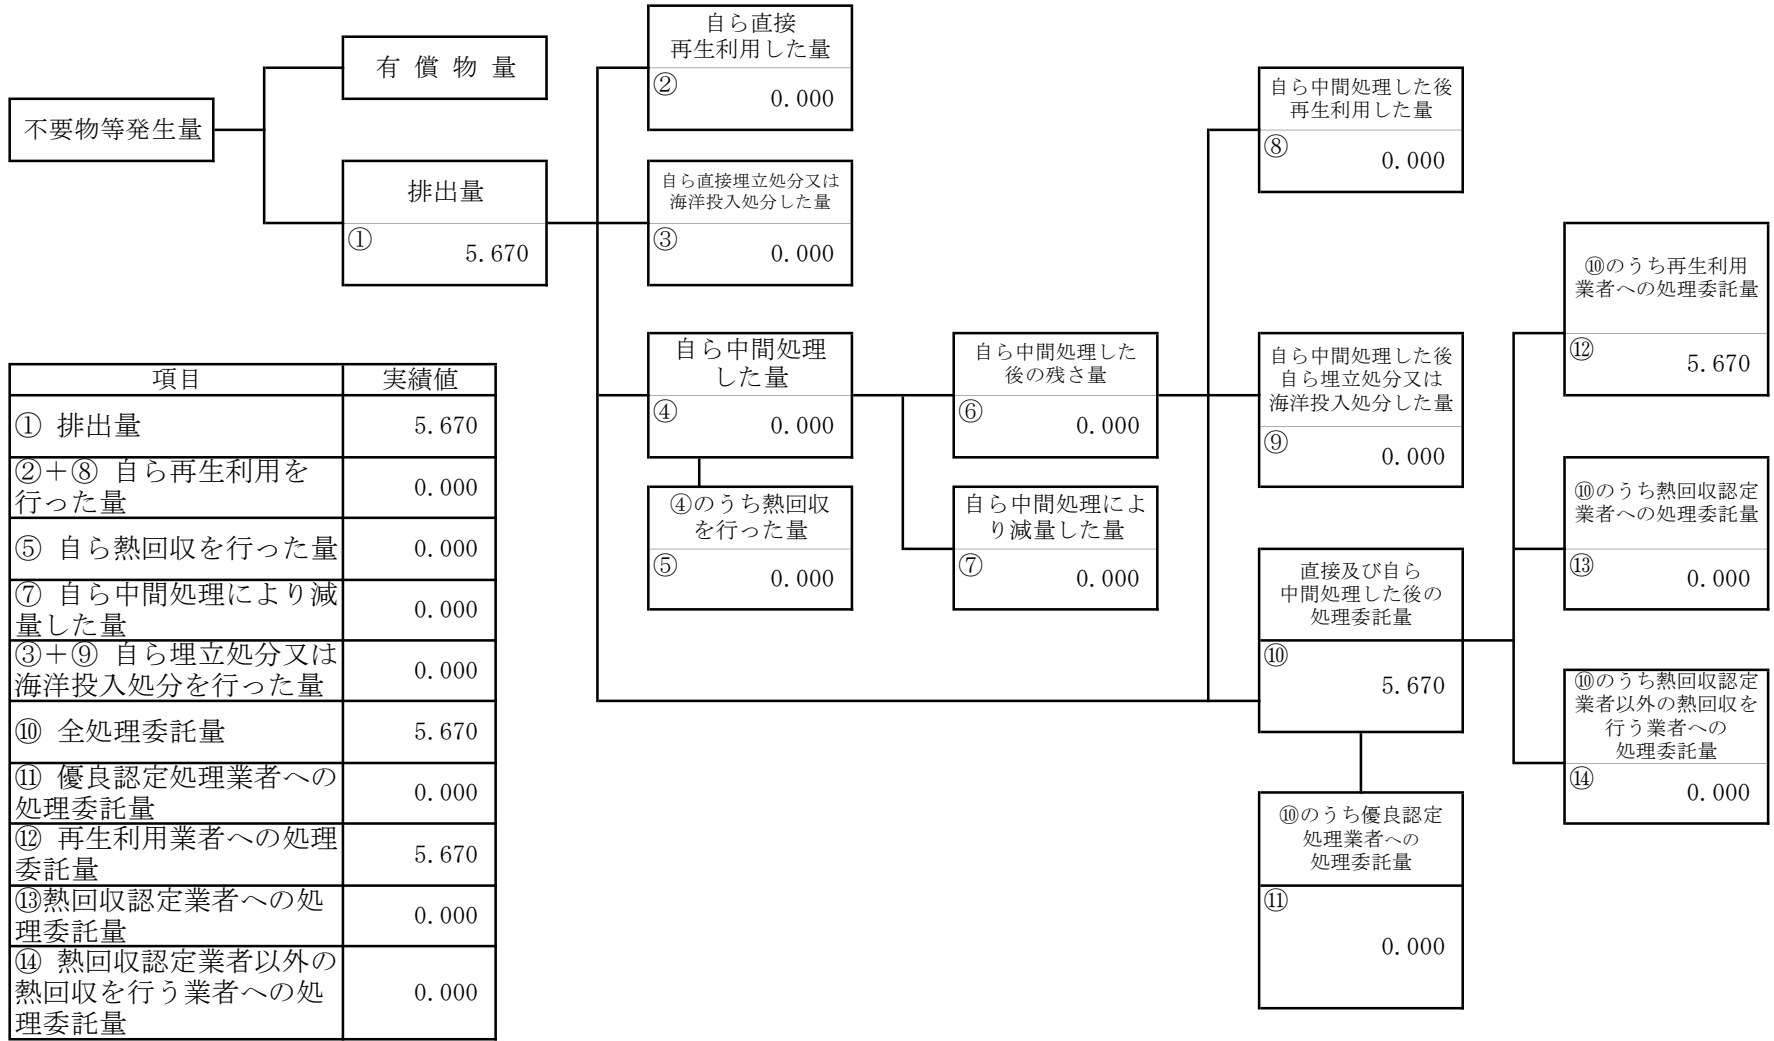 自ら直接
再生利用した量
②
0.000
有 償 物 量
不要物等発生量
自ら中間処理した後
再生利用した量
⑧
0.000
排出量
①
5.670
自ら直接埋立処分又は
海洋投入処分した量
③
0.000
⑩のうち再生利用
業者への処理委託量
⑫
5.670
自ら中間処理
した量
④
0.000
自ら中間処理した
後の残さ量
⑥
0.000
自ら中間処理した後
自ら埋立処分又は
海洋投入処分した量
⑨
0.000
④のうち熱回収
を行った量
⑤
0.000
自ら中間処理によ
り減量した量
⑦
0.000
⑩のうち熱回収認定
業者への処理委託量
⑬
0.000
直接及び自ら
中間処理した後の
処理委託量
⑩
5.670
⑩のうち熱回収認定
業者以外の熱回収を
行う業者への
処理委託量
⑭
0.000
⑩のうち優良認定
処理業者への
処理委託量
⑪
0.000
項目 実績値
① 排出量 5.670
②+⑧ 自ら再生利用を
行った量 0.000
⑤ 自ら熱回収を行った量 0.000
⑦ 自ら中間処理により減
量した量 0.000
③+⑨ 自ら埋立処分又は
海洋投入処分を行った量 0.000
⑩ 全処理委託量 5.670
⑪ 優良認定処理業者への
処理委託量 0.000
⑫ 再生利用業者への処理
委託量 5.670
⑬熱回収認定業者への処
理委託量 0.000
⑭ 熱回収認定業者以外の
熱回収を行う業者への処
理委託量 0.000